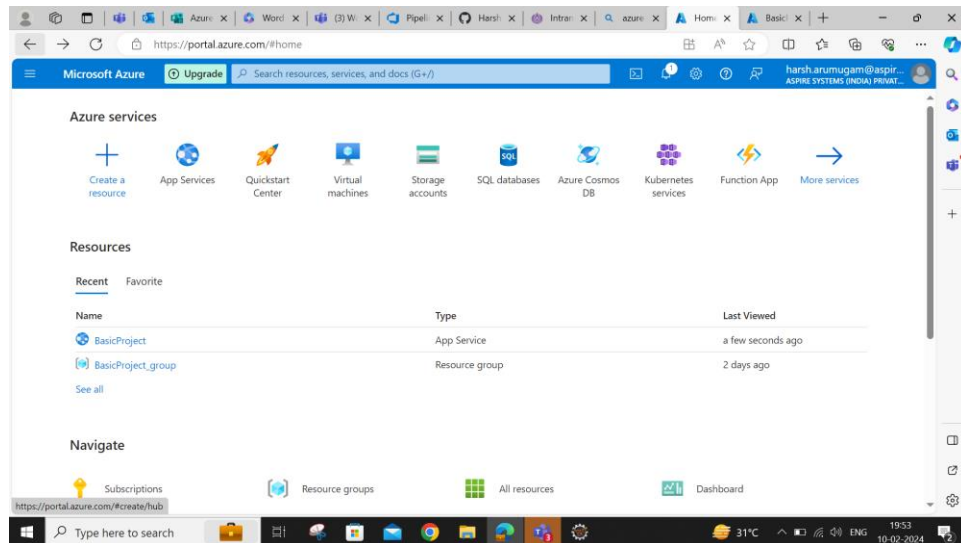 Azure
Word
(3) W
Pipeli
Harsh
Intran
azure
Hom
Basic
https://portal.azure.com/#home
Microsoft Azure
Upgrade
Search resources, services, and docs (G+/)
harsh.arumugam@aspir...
ASPIRE SYSTEMS (INDIA) PRIVAT...
Azure services
Create a resource
App Services
Quickstart Center
Virtual machines
Storage accounts
SQL databases
Azure Cosmos DB
Kubernetes services
Function App
More services
Resources
Recent Favorite
Name Type Last Viewed
BasicProject App Service a few seconds ago
BasicProject_group Resource group 2 days ago
See all
Navigate
Subscriptions Resource groups All resources Dashboard
https://portal.azure.com/#create/hub
Type here to search
31°C ENG
19:53
10-02-2024